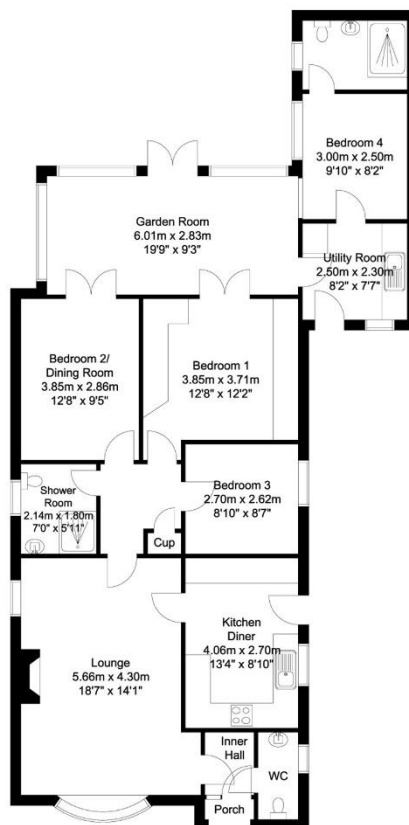 Bedroom 4
3.00m x 2.50m
9'10" x 8'2"
Garden Room
6.01m x 2.83m
19'9" x 9'3"
Utility Room
2.50m x 2.30m
8'2" x 7'7"
Bedroom 2/
Dining Room
3.85m x 2.86m
12'8" x 9'5"
Bedroom 1
3.85m x 3.71m
12'8" x 12'2"
Shower
Room
2.14m x 1.80m
7'0" x 5'11"
Bedroom 3
2.70m x 2.62m
8'10" x 8'7"
Cup
Kitchen
Diner
4.06m x 2.70m
13'4" x 8'10"
Lounge
5.66m x 4.30m
18'7" x 14'1"
Inner
Hall
WC
Porch